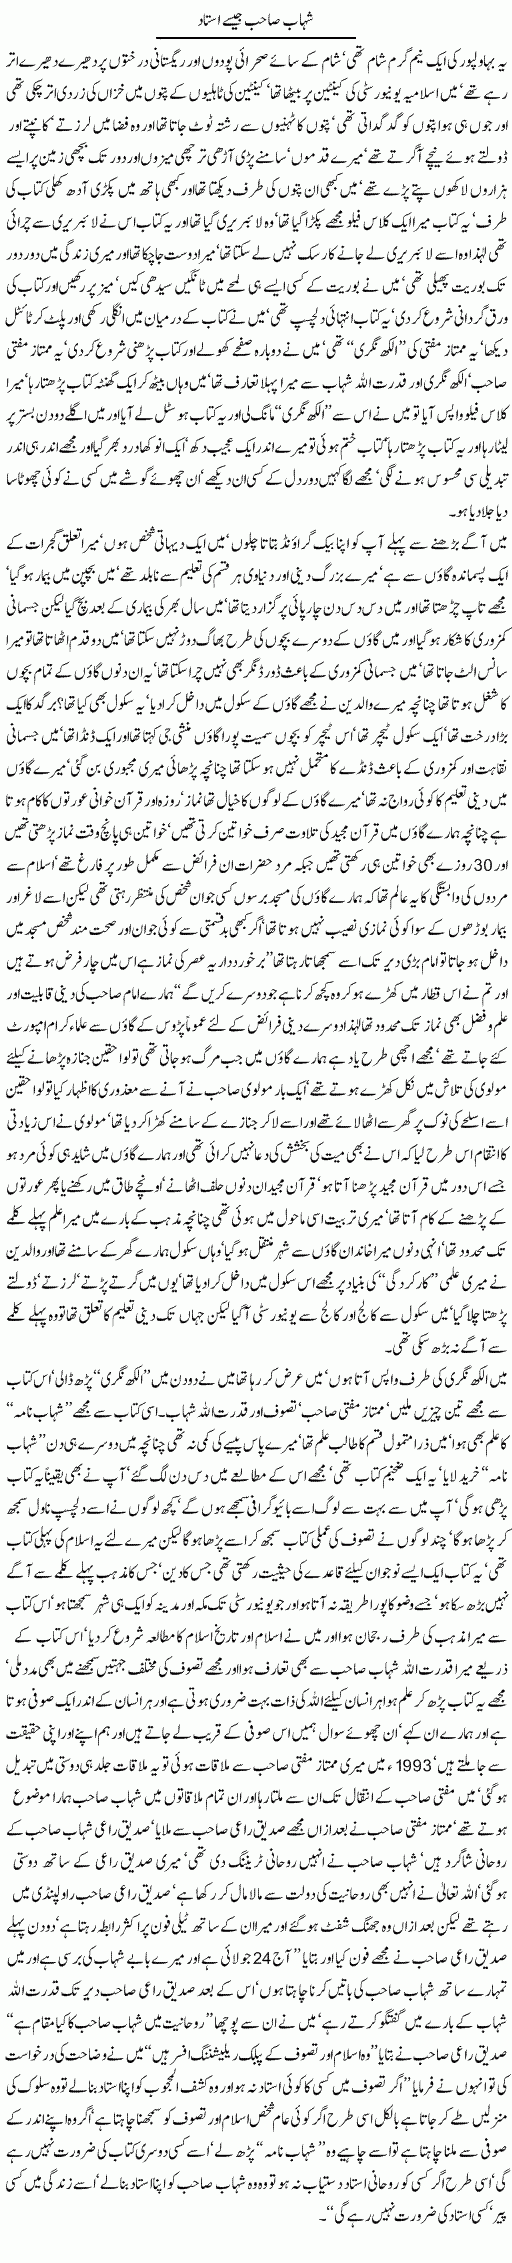 شہاب صاحب جیسے استاد
یہ بہاولپور کی ایک نیم گرم شام تھی‘ شام کے سائے صحرائی پودوں اور ریگستانی درختوں پر دھیرے دھیرے اتر
رہے تھے‘ میں اسلامیہ یونیورسٹی کی کینٹین پر بیٹھا تھا‘ کینٹین کی ٹاہلیوں کے پتوں میں خزاں کی زردی اتر چکی تھی
اور جوں ہی ہوا پتوں کو گدگداتی تھی‘ پتوں کا ٹہنیوں سے رشتہ ٹوٹ جاتا تھا اور وہ فضا میں لرزتے‘ کانپتے اور
ڈولتے ہوئے نیچے آ گرتے تھے‘ میرے قدموں‘ سامنے پڑی آڑھی ترچھی میزوں اور دور تک بچھی زمین پر ایسے
ہزاروں لاکھوں پتے پڑے تھے‘ میں کبھی ان پتوں کی طرف دیکھتا تھا اور کبھی ہاتھ میں پکڑی آدھ کھلی کتاب کی
طرف‘ یہ کتاب میرا ایک کلاس فیلو مجھے پکڑا گیا تھا‘ وہ لائبریری گیا تھا اور یہ کتاب اس نے لائبریری سے چرائی
تھی لہٰذا وہ اسے لائبریری لے جانے کا رسک نہیں لے سکتا تھا‘ میرا دوست جا چکا تھا اور میری زندگی میں دور دور
تک بوریت پھیلی تھی‘ میں نے بوریت کے کسی ایسے ہی لمحے میں ٹانگیں سیدھی کیں‘ میز پر رکھیں اور کتاب کی
ورق گردانی شروع کر دی‘ یہ کتاب انتہائی دلچسپ تھی‘ میں نے کتاب کے درمیان میں انگلی رکھی اور پلٹ کر ٹائٹل
دیکھا‘ یہ ممتاز مفتی کی ’’الکھ نگری‘‘ تھی‘ میں نے دوبارہ صفحے کھولے اور کتاب پڑھنی شروع کر دی‘ یہ ممتاز مفتی
صاحب‘ الکھ نگری اور قدرت اللہ شہاب سے میرا پہلا تعارف تھا‘ میں وہاں بیٹھ کر ایک گھنٹہ کتاب پڑھتا رہا‘ میرا
کلاس فیلو واپس آیا تو میں نے اس سے ’’الکھ نگری‘‘ مانگ لی اور یہ کتاب ہوسٹل لے آیا اور میں اگلے دو دن بستر پر
لیٹا رہا اور یہ کتاب پڑھتا رہا‘ کتاب ختم ہوئی تو میرے اندر ایک عجیب دکھ‘ ایک انوکھا درد بھر گیا اور مجھے اندر ہی اندر
تبدیلی سی محسوس ہونے لگی‘ مجھے لگا کہیں دور دل کے کسی ان دیکھے‘ ان چھوئے گوشے میں کسی نے کوئی چھوٹا سا
دیا جلا دیا ہو۔
میں آگے بڑھنے سے پہلے آپ کو اپنا بیک گراؤنڈ بتاتا چلوں‘ میں ایک دیہاتی شخص ہوں‘ میرا تعلق گجرات کے
ایک پسماندہ گاؤں سے ہے‘ میرے بزرگ دینی اور دنیاوی ہر قسم کی تعلیم سے نابلد تھے‘ میں بچپن میں بیمار ہو گیا‘
مجھے تاپ چڑھتا تھا اور میں دس دس دن چارپائی پر گزار دیتا تھا‘ میں سال بھر کی بیماری کے بعد بچ گیا لیکن جسمانی
کمزوری کا شکار ہو گیا اور میں گاؤں کے دوسرے بچوں کی طرح بھاگ دوڑ نہیں سکتا تھا‘ میں دو قدم اٹھاتا تھا تو میرا
سانس الٹ جاتا تھا‘ میں جسمانی کمزوری کے باعث ڈور ڈنگر بھی نہیں چرا سکتا تھا‘ یہ ان دنوں گاؤں کے تمام بچوں
کا شغل ہوتا تھا چنانچہ میرے والدین نے مجھے گاؤں کے سکول میں داخل کرا دیا‘ یہ سکول بھی کیا تھا؟ برگد کا ایک
بڑا درخت تھا‘ ایک سکول ٹیچر تھا‘ اس ٹیچر کو بچوں سمیت پورا گاؤں منشی جی کہتا تھا اور ایک ڈنڈا تھا‘ میں جسمانی
نقاہت اور کمزوری کے باعث ڈنڈے کا متحمل نہیں ہو سکتا تھا چنانچہ پڑھائی میری مجبوری بن گئی‘ میرے گاؤں
میں دینی تعلیم کا کوئی رواج نہ تھا‘ میرے گاؤں کے لوگوں کا خیال تھا نماز‘ روزہ اور قرآن خوانی عورتوں کا کام ہوتا
ہے چنانچہ ہمارے گاؤں میں قرآن مجید کی تلاوت صرف خواتین کرتی تھیں‘ خواتین ہی پانچ وقت نماز پڑھتی تھیں
اور 30 روزے بھی خواتین ہی رکھتی تھیں جبکہ مرد حضرات ان فرائض سے مکمل طور پر فارغ تھے‘ اسلام سے
مردوں کی وابستگی کا یہ عالم تھا کہ ہمارے گاؤں کی مسجد برسوں کسی جوان شخص کی منتظر رہتی تھی لیکن اسے لاغر اور
بیمار بوڑھوں کے سوا کوئی نمازی نصیب نہیں ہوتا تھا‘ اگر کبھی بدقسمتی سے کوئی جوان اور صحت مند شخص مسجد میں
داخل ہو جاتا تو امام بڑی دیر تک اسے سمجھاتا رہتا تھا ’’برخوردار یہ عصر کی نماز ہے اس میں چار فرض ہوتے ہیں
اور تم نے اس قطار میں کھڑے ہو کر وہ کچھ کرنا ہے جو دوسرے کریں گے‘‘ ہمارے امام صاحب کی دینی قابلیت اور
علم و فضل بھی نماز تک محدود تھا لہٰذا دوسرے دینی فرائض کے لئے عموماً پڑوس کے گاؤں سے علماء کرام امپورٹ
کئے جاتے تھے‘ مجھے اچھی طرح یاد ہے ہمارے گاؤں میں جب مرگ ہو جاتی تھی تو لواحقین جنازہ پڑھانے کیلئے
مولوی کی تلاش میں نکل کھڑے ہوتے تھے‘ ایک بار مولوی صاحب نے آنے سے معذوری کا اظہار کیا تو لواحقین
اسے اسلحے کی نوک پر گھر سے اٹھا لائے تھے اور اسے لا کر جنازے کے سامنے کھڑا کر دیا تھا‘ مولوی نے اس زیادتی
کا انتقام اس طرح لیا کہ اس نے بھی میت کی بخشش کی دعا نہیں کرائی تھی اور ہمارے گاؤں میں شاید ہی کوئی مرد ہو
جسے اس دور میں قرآن مجید پڑھنا آتا ہو‘ قرآن مجید ان دنوں حلف اٹھانے‘ اونچے طاق میں رکھنے یا پھر عورتوں
کے پڑھنے کے کام آتا تھا‘ میری تربیت اسی ماحول میں ہوئی تھی چنانچہ مذہب کے بارے میں میرا علم پہلے کلمے
تک محدود تھا‘ انہی دنوں میرا خاندان گاؤں سے شہر منتقل ہو گیا‘ وہاں سکول ہمارے گھر کے سامنے تھا اور والدین
نے میری علمی ’’کارکردگی‘‘ کی بنیاد پر مجھے اس سکول میں داخل کرا دیا تھا‘ یوں میں گرتے پڑتے‘ لرزتے‘ ڈولتے
پڑھتا چلا گیا‘ میں سکول سے کالج اور کالج سے یونیورسٹی آ گیا لیکن جہاں تک دینی تعلیم کا تعلق تھا تو وہ پہلے کلمے
سے آگے نہ بڑھ سکی تھی۔
میں الکھ نگری کی طرف واپس آتا ہوں‘ میں عرض کر رہا تھا میں نے دو دن میں ’’الکھ نگری‘‘ پڑھ ڈالی‘ اس کتاب
سے مجھے تین چیزیں ملیں‘ ممتاز مفتی صاحب‘ تصوف اور قدرت اللہ شہاب۔ اسی کتاب سے مجھے ’’شہاب نامہ‘‘
کا علم بھی ہوا‘ میں ذرا متمول قسم کا طالب علم تھا‘ میرے پاس پیسے کی کمی نہ تھی چنانچہ میں دوسرے ہی دن ’’شہاب
نامہ‘‘ خرید لایا‘ یہ ایک ضخیم کتاب تھی‘ مجھے اس کے مطالعے میں دس دن لگ گئے‘ آپ نے بھی یقیناً یہ کتاب
پڑھی ہو گی‘ آپ میں سے بہت سے لوگ اسے بائیو گرافی سمجھے ہوں گے‘ کچھ لوگوں نے اسے دلچسپ ناول سمجھ
کر پڑھا ہو گا‘ چند لوگوں نے تصوف کی عملی کتاب سمجھ کر اسے پڑھا ہو گا لیکن میرے لئے یہ اسلام کی پہلی کتاب
تھی‘ یہ کتاب ایک ایسے نوجوان کیلئے قاعدے کی حیثیت رکھتی تھی جس کا دین‘ جس کا مذہب پہلے کلمے سے آگے
نہیں بڑھ سکا ہو‘ جسے وضو کا پورا طریقہ نہ آتا ہو اور جو یونیورسٹی تک مکہ اور مدینہ کو ایک ہی شہر سمجھتا ہو‘ اس کتاب
سے میرا مذہب کی طرف رجحان ہوا اور میں نے اسلام اور تاریخ اسلام کا مطالعہ شروع کر دیا‘ اس کتاب کے
ذریعے میرا قدرت اللہ شہاب صاحب سے بھی تعارف ہوا اور مجھے تصوف کی مختلف جہتیں سمجھنے میں بھی مدد ملی‘
مجھے یہ کتاب پڑھ کر علم ہوا ہر انسان کیلئے اللہ کی ذات بہت ضروری ہوتی ہے اور ہر انسان کے اندر ایک صوفی ہوتا
ہے اور ہمارے ان کہے‘ ان چھوئے سوال ہمیں اس صوفی کے قریب لے جاتے ہیں اور ہم اپنے اور اپنی حقیقت
سے جا ملتے ہیں‘ 1993ء میں میری ممتاز مفتی صاحب سے ملاقات ہوئی تو یہ ملاقات جلد ہی دوستی میں تبدیل
ہو گئی‘ میں مفتی صاحب کے انتقال تک ان سے ملتا رہا اور ان تمام ملاقاتوں میں شہاب صاحب ہمارا موضوع
ہوتے تھے‘ ممتاز مفتی صاحب نے بعد ازاں مجھے صدیق راعی صاحب سے ملایا‘ صدیق راعی شہاب صاحب کے
روحانی شاگرد ہیں‘ شہاب صاحب نے انہیں روحانی ٹریننگ دی تھی‘ میری صدیق راعی کے ساتھ دوستی
ہو گئی‘ اللہ تعالیٰ نے انہیں بھی روحانیت کی دولت سے مالا مال کر رکھا ہے‘ صدیق راعی صاحب راولپنڈی میں
رہتے تھے لیکن بعد ازاں وہ جھنگ شفٹ ہو گئے اور میرا ان کے ساتھ ٹیلی فون پر اکثر رابطہ رہتا ہے‘ دو دن پہلے
صدیق راعی صاحب نے مجھے فون کیا اور بتایا ’’آج 24 جولائی ہے اور میرے بابے شہاب کی برسی ہے اور میں
تمہارے ساتھ شہاب صاحب کی باتیں کرنا چاہتا ہوں‘ اس کے بعد صدیق راعی صاحب دیر تک قدرت اللہ
شہاب کے بارے میں گفتگو کرتے رہے‘ میں نے ان سے پوچھا ’’روحانیت میں شہاب صاحب کا کیا مقام ہے‘‘
صدیق راعی صاحب نے بتایا ’’وہ اسلام اور تصوف کے پبلک ریلیشننگ افسر ہیں‘‘ میں نے وضاحت کی درخواست
کی تو انہوں نے فرمایا ’’اگر تصوف میں کسی کا کوئی استاد نہ ہو اور وہ کشف المحجوب کو اپنا استاد بنا لے تو وہ سلوک کی
منزلیں طے کر جاتا ہے بالکل اسی طرح اگر کوئی عام شخص اسلام اور تصوف کو سمجھنا چاہتا ہے‘ اگر وہ اپنے اندر کے
صوفی سے ملنا چاہتا ہے تو اسے چاہیے وہ ’’شہاب نامہ‘‘ پڑھ لے‘ اسے کسی دوسری کتاب کی ضرورت نہیں رہے
گی‘ اسی طرح اگر کسی کو روحانی استاد دستیاب نہ ہو تو وہ شہاب صاحب کو اپنا استاد بنا لے‘ اسے زندگی میں کسی
پیر‘ کسی استاد کی ضرورت نہیں رہے گی‘‘۔